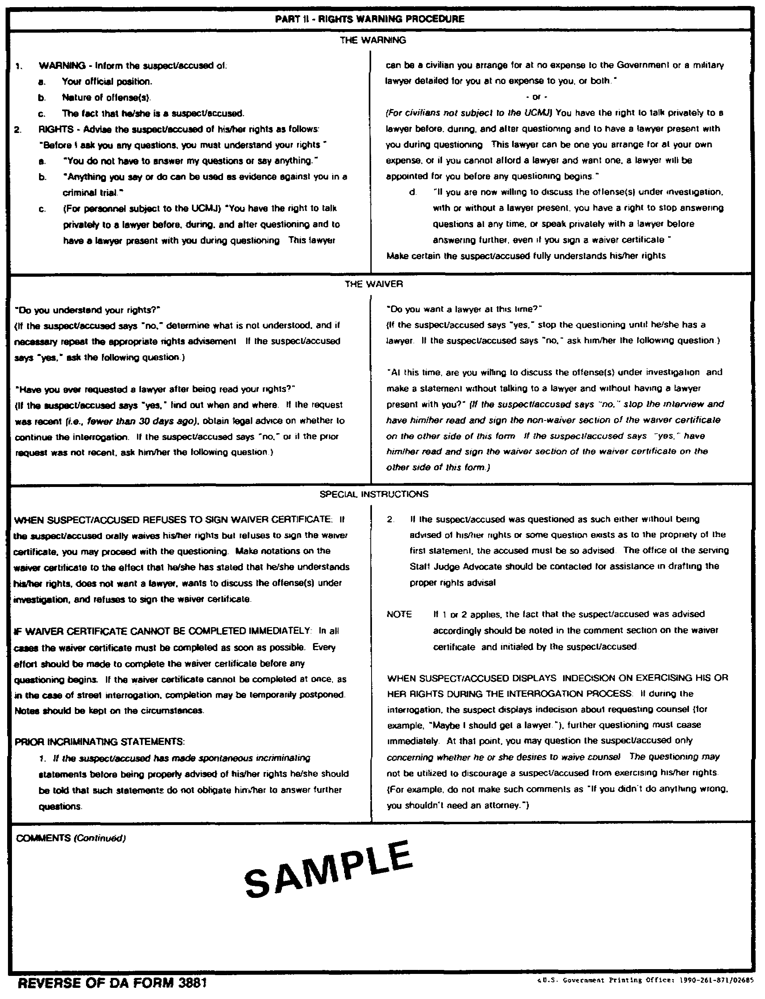 PART II - RIGHTS WARNING PROCEDURE
THE WARNING
1. WARNING - Inform the suspect/accused of:
a. Your official position.
b. Nature of offense(s).
c. The fact that he/she is a suspect/accused.
2. RIGHTS - Advise the suspect/accused of his/her rights as follows:
"Before I ask you any questions, you must understand your rights "
a. "You do not have to answer my questions or say anything."
b. "Anything you say or do can be used as evidence against you in a
criminal trial."
c. (For personnel subject to the UCMJ) "You have the right to talk
privately to a lawyer before, during, and after questioning and to
have a lawyer present with you during questioning This lawyer
can be a civilian you arrange for at no expense to the Government or a military
lawyer detailed for you at no expense to you, or both."
- or -
(For civilians not subject to the UCMJ) You have the right to talk privately to a
lawyer before, during, and after questioning and to have a lawyer present with
you during questioning This lawyer can be one you arrange for at your own
expense, or if you cannot afford a lawyer and want one, a lawyer will be
appointed for you before any questioning begins."
d. "If you are now willing to discuss the offense(s) under investigation,
with or without a lawyer present, you have a right to stop answering
questions at any time, or speak privately with a lawyer before
answering further, even if you sign a waiver certificate "
Make certain the suspect/accused fully understands his/her rights
THE WAIVER
"Do you understand your rights?"
(If the suspect/accused says "no," determine what is not understood, and if
necessary repeat the appropriate rights advisement If the suspect/accused
says "yes," ask the following question.)
"Have you ever requested a lawyer after being read your rights?"
(If the suspect/accused says "yes," find out when and where. If the request
was recent (i.e., fewer than 30 days ago), obtain legal advice on whether to
continue the interrogation. If the suspect/accused says "no," or if the prior
request was not recent, ask him/her the following question.)
"Do you want a lawyer at this time?"
(If the suspect/accused says "yes," stop the questioning until he/she has a
lawyer. If the suspect/accused says "no," ask him/her the following question.)
"At this time, are you willing to discuss the offense(s) under investigation and
make a statement without talking to a lawyer and without having a lawyer
present with you?" (If the suspect/accused says "no," stop the interview and
have him/her read and sign the non-waiver section of the waiver certificate
on the other side of this form If the suspect/accused says "yes," have
him/her read and sign the waiver section of the waiver certificate on the
other side of this form.)
SPECIAL INSTRUCTIONS
WHEN SUSPECT/ACCUSED REFUSES TO SIGN WAIVER CERTIFICATE: If
the suspect/accused orally waives his/her rights but refuses to sign the waiver
certificate, you may proceed with the questioning. Make notations on the
waiver certificate to the effect that he/she has stated that he/she understands
his/her rights, does not want a lawyer, wants to discuss the offense(s) under
investigation, and refuses to sign the waiver certificate.
IF WAIVER CERTIFICATE CANNOT BE COMPLETED IMMEDIATELY: In all
cases the waiver certificate must be completed as soon as possible. Every
effort should be made to complete the waiver certificate before any
questioning begins. If the waiver certificate cannot be completed at once, as
in the case of street interrogation, completion may be temporarily postponed.
Notes should be kept on the circumstances.
PRIOR INCRIMINATING STATEMENTS:
1. If the suspect/accused has made spontaneous incriminating
statements before being properly advised of his/her rights he/she should
be told that such statements do not obligate him/her to answer further
questions.
2. If the suspect/accused was questioned as such either without being
advised of his/her rights or some question exists as to the propriety of the
first statement, the accused must be so advised. The office of the serving
Staff Judge Advocate should be contacted for assistance in drafting the
proper rights advisal
NOTE If 1 or 2 applies, the fact that the suspect/accused was advised
accordingly should be noted in the comment section on the waiver
certificate and initialed by the suspect/accused.
WHEN SUSPECT/ACCUSED DISPLAYS INDECISION ON EXERCISING HIS OR
HER RIGHTS DURING THE INTERROGATION PROCESS: If during the
interrogation, the suspect displays indecision about requesting counsel (for
example, "Maybe I should get a lawyer."), further questioning must cease
immediately. At that point, you may question the suspect/accused only
concerning whether he or she desires to waive counsel The questioning may
not be utilized to discourage a suspect/accused from exercising his/her rights.
(For example, do not make such comments as "If you didn't do anything wrong,
you shouldn't need an attorney.")
COMMENTS (Continued)
SAMPLE
REVERSE OF DA FORM 3881
U.S. Government Printing Office: 1990-261-871/02685